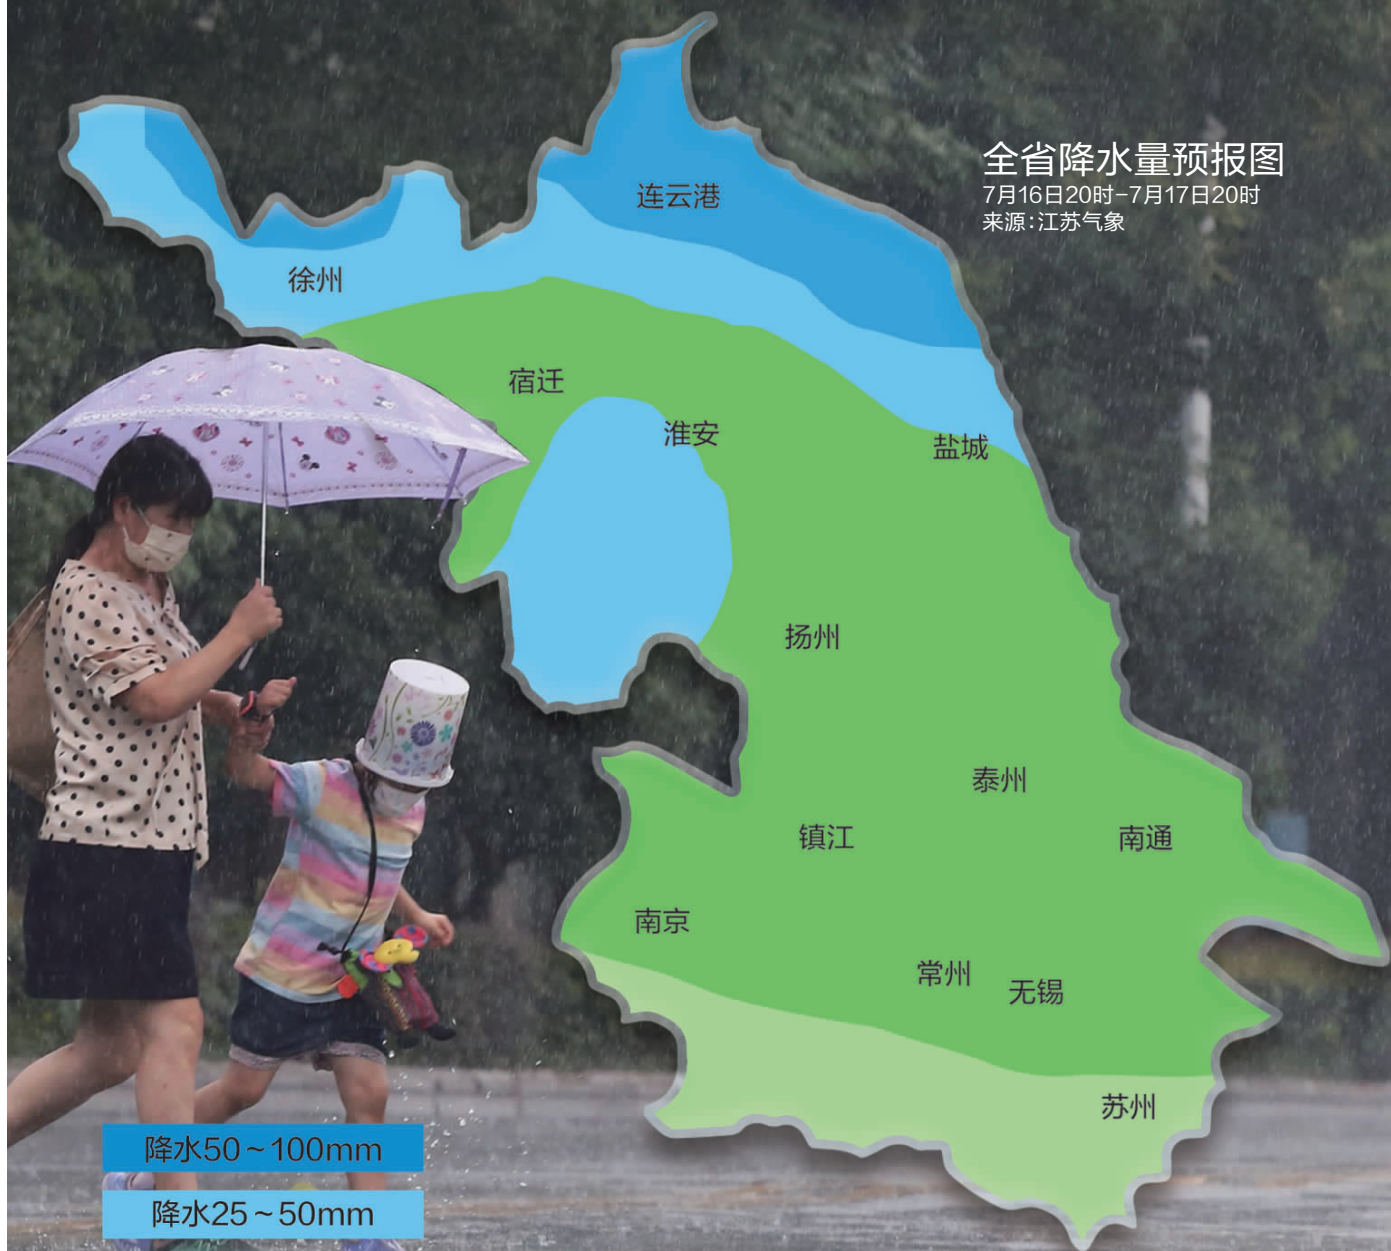 全省降水量预报图
7月16日20时-7月17日20时
来源:江苏气象
连云港
徐州
宿迁
淮安
盐城
扬州
泰州
镇江
南通
南京
常州
无锡
苏州
降水50~100mm
降水25~50mm